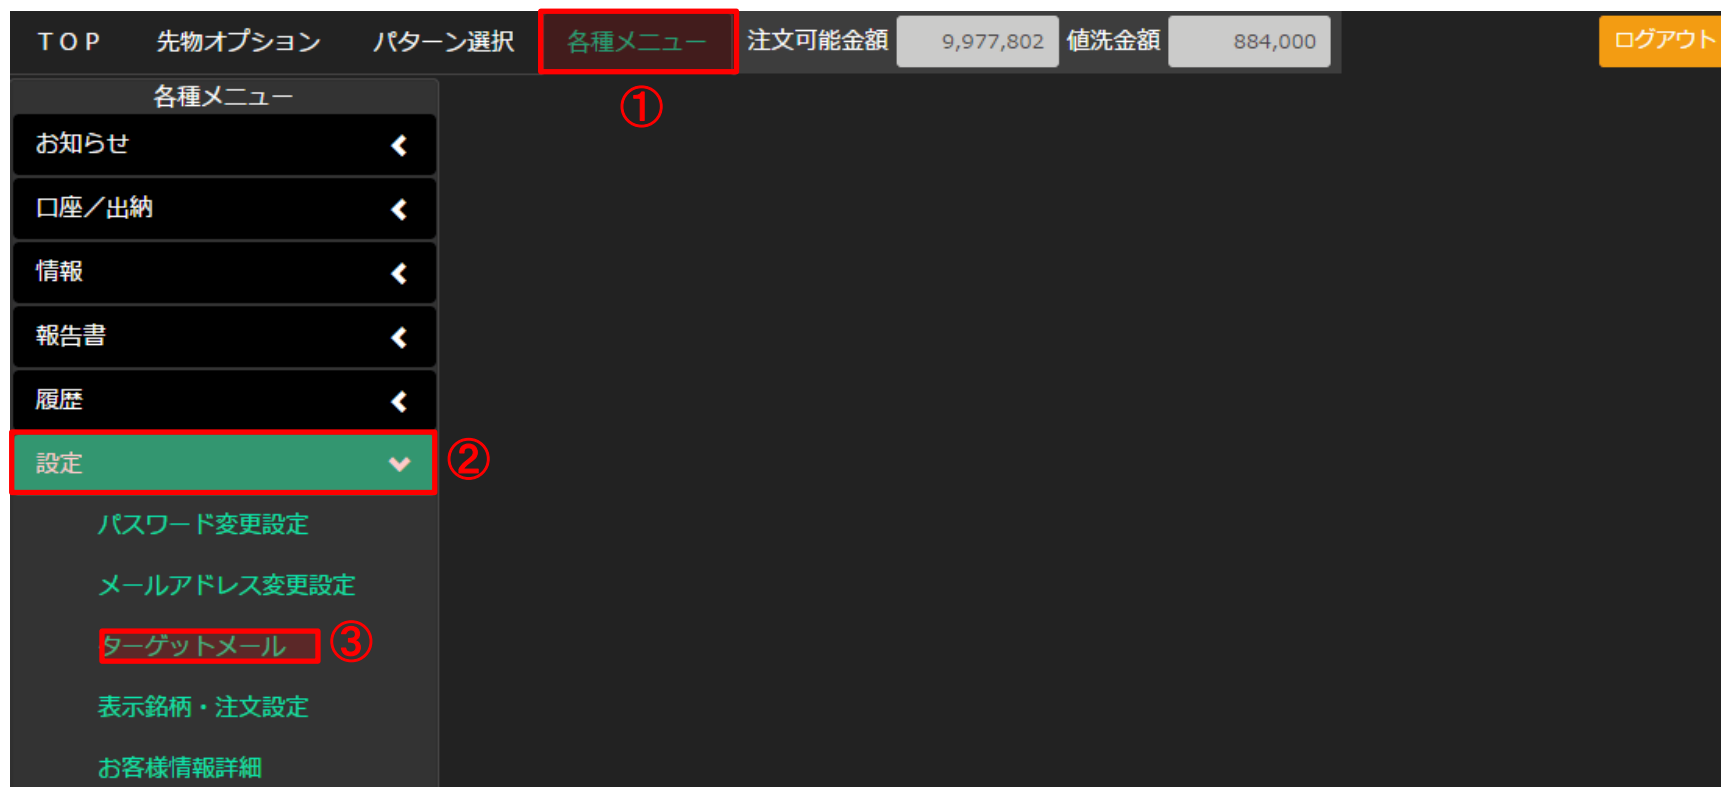 TOP 先物オプション パターン選択 各種メニュー 注文可能金額 9,977,802 値洗金額 884,000 ログアウト
①
各種メニュー
お知らせ
口座／出納
情報
報告書
履歴
設定 ②
パスワード変更設定
メールアドレス変更設定
ターゲットメール ③
表示銘柄・注文設定
お客様情報詳細